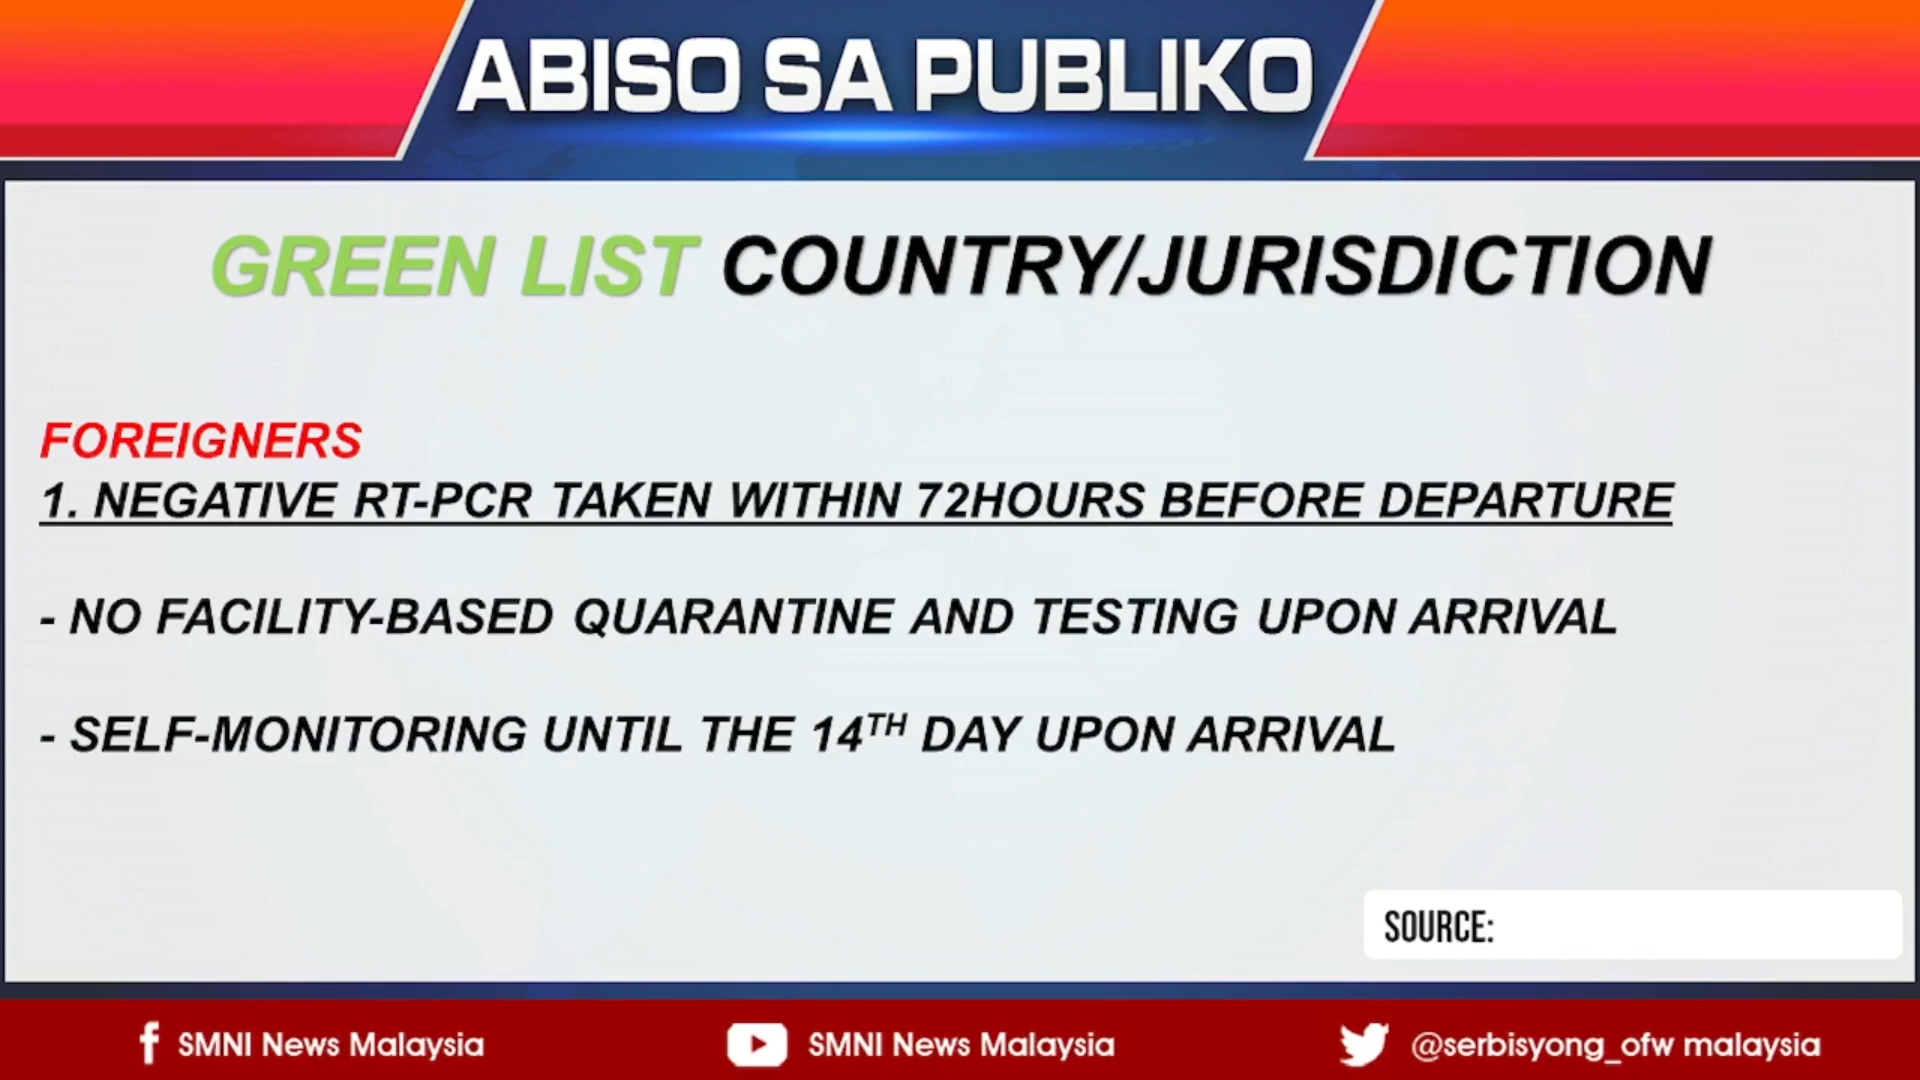 ABISO SA PUBLIKO
GREEN LIST COUNTRY/JURISDICTION
FOREIGNERS
1. NEGATIVE RT-PCR TAKEN WITHIN 72HOURS BEFORE DEPARTURE
- NO FACILITY-BASED QUARANTINE AND TESTING UPON ARRIVAL
- SELF-MONITORING UNTIL THE 14TH DAY UPON ARRIVAL
SOURCE:
SMNI News Malaysia
SMNI News Malaysia
@serbisyong_ofw malaysia